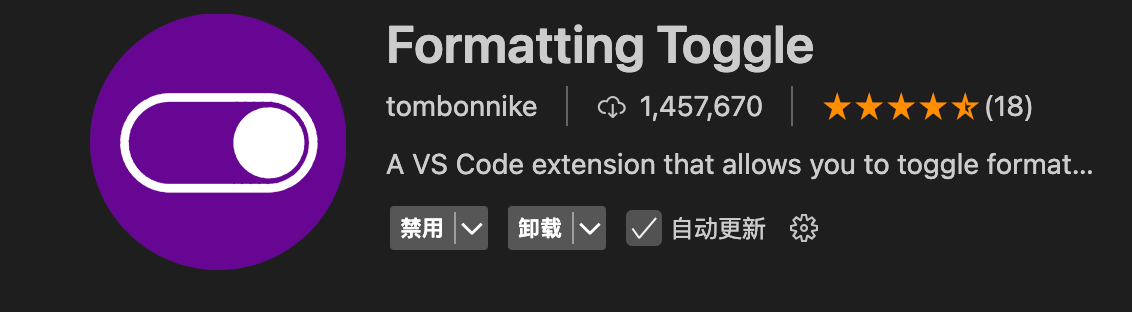 Formatting Toggle
tombonnike 1,457,670 (18)
A VS Code extension that allows you to toggle format...
禁用 卸载 自动更新